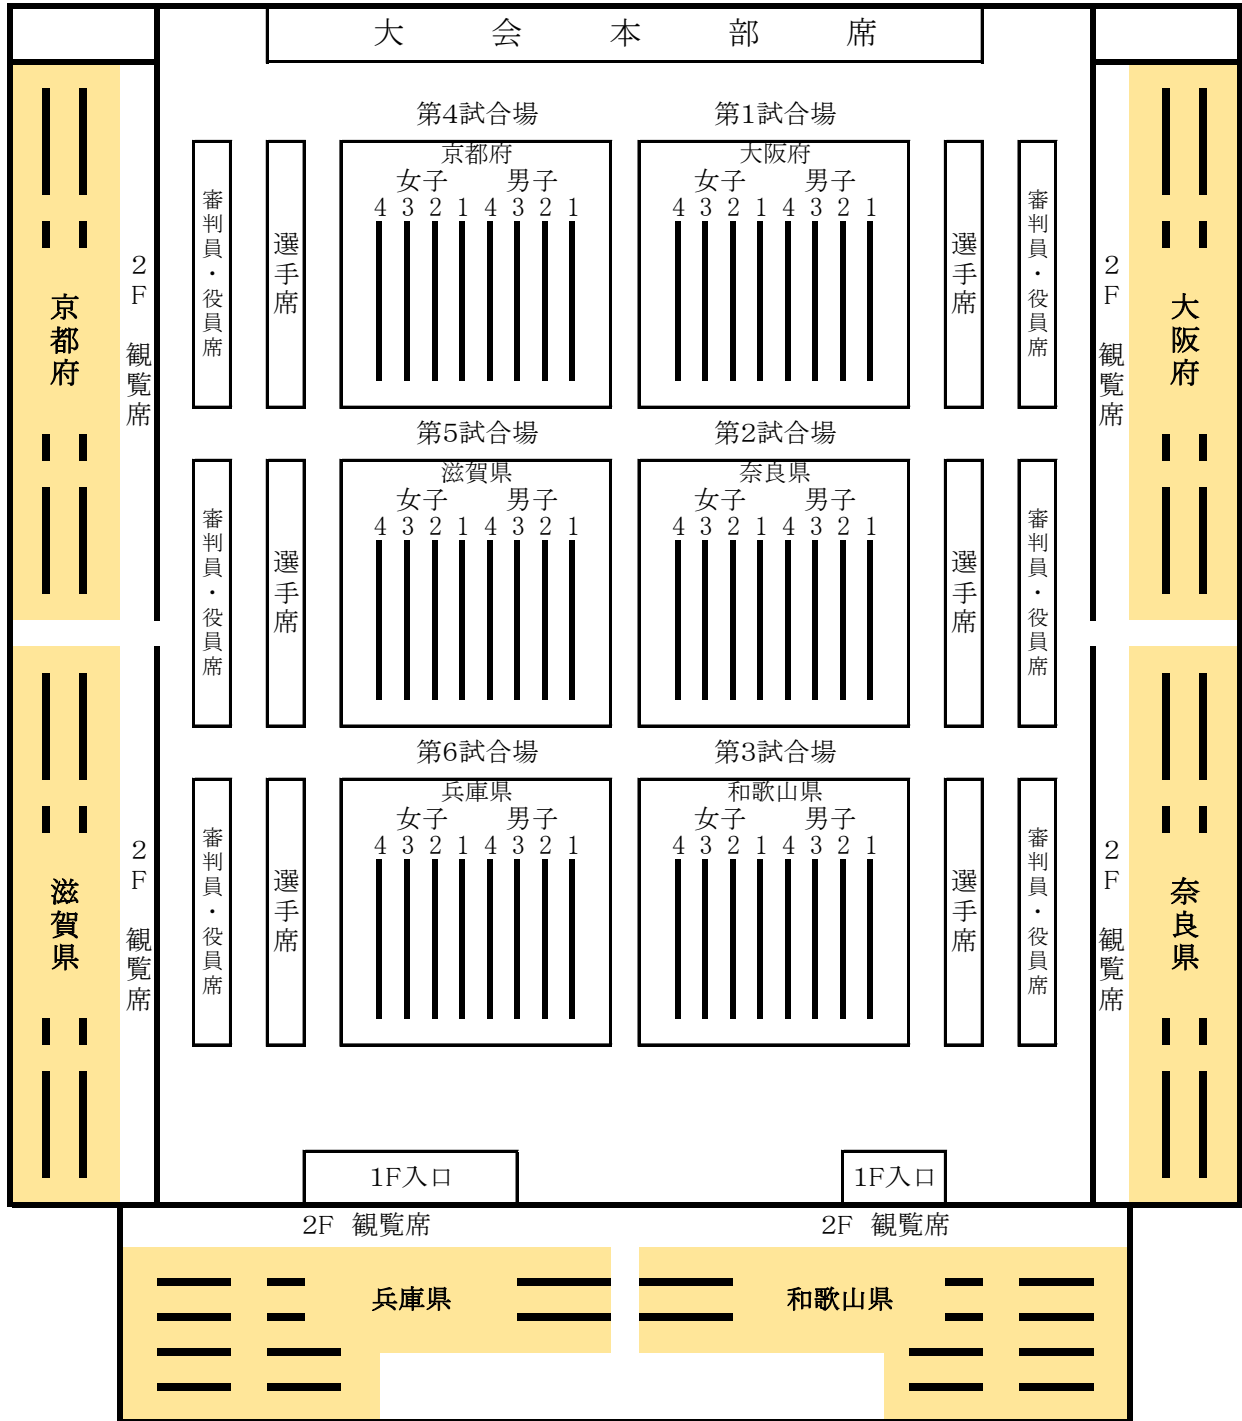 大会本部席
第4試合場
第1試合場
京都府
女子 男子
4 3 2 1 4 3 2 1
大阪府
女子 男子
4 3 2 1 4 3 2 1
審判員・役員席
選手席
選手席
審判員・役員席
京都府
2F 観覧席
2F 観覧席
大阪府
第5試合場
第2試合場
滋賀県
女子 男子
4 3 2 1 4 3 2 1
奈良県
女子 男子
4 3 2 1 4 3 2 1
審判員・役員席
選手席
選手席
審判員・役員席
第6試合場
第3試合場
兵庫県
女子 男子
4 3 2 1 4 3 2 1
和歌山県
女子 男子
4 3 2 1 4 3 2 1
審判員・役員席
選手席
選手席
審判員・役員席
滋賀県
2F 観覧席
2F 観覧席
奈良県
1F入口
1F入口
2F 観覧席
2F 観覧席
兵庫県
和歌山県